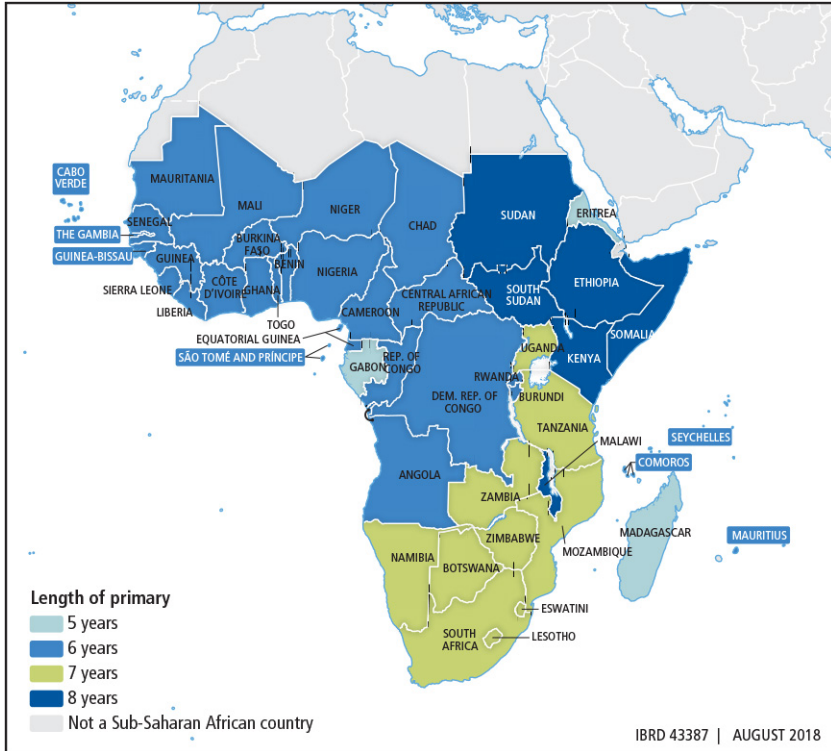 CABO
VERDE
MAURITANIA
MALI
NIGER
CHAD
SUDAN
ERITREA
SENEGAL
THE GAMBIA
GUINEA-BISSAU
GUINEA
BURKINA
FASO
BENIN
NIGERIA
SIERRA LEONE
CÔTE
D'IVOIRE
GHANA
LIBERIA
TOGO
CAMEROON
CENTRAL AFRICAN
REPUBLIC
SOUTH
SUDAN
ETHIOPIA
SOMALIA
KENYA
UGANDA
EQUATORIAL GUINEA
SÃO TOMÉ AND PRÍNCIPE
GABON
REP. OF
CONGO
DEM. REP. OF
CONGO
RWANDA
BURUNDI
TANZANIA
MALAWI
SEYCHELLES
COMOROS
ANGOLA
ZAMBIA
MOZAMBIQUE
MADAGASCAR
MAURITIUS
ZIMBABWE
NAMIBIA
BOTSWANA
ESWATINI
SOUTH
AFRICA
LESOTHO
Length of primary
5 years
6 years
7 years
8 years
Not a Sub-Saharan African country
IBRD 43387 | AUGUST 2018